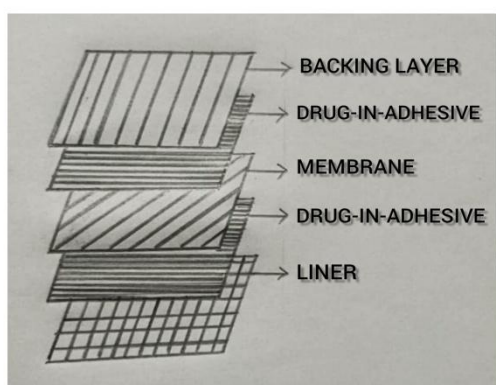 BACKING LAYER
DRUG-IN-ADHESIVE
MEMBRANE
DRUG-IN-ADHESIVE
LINER